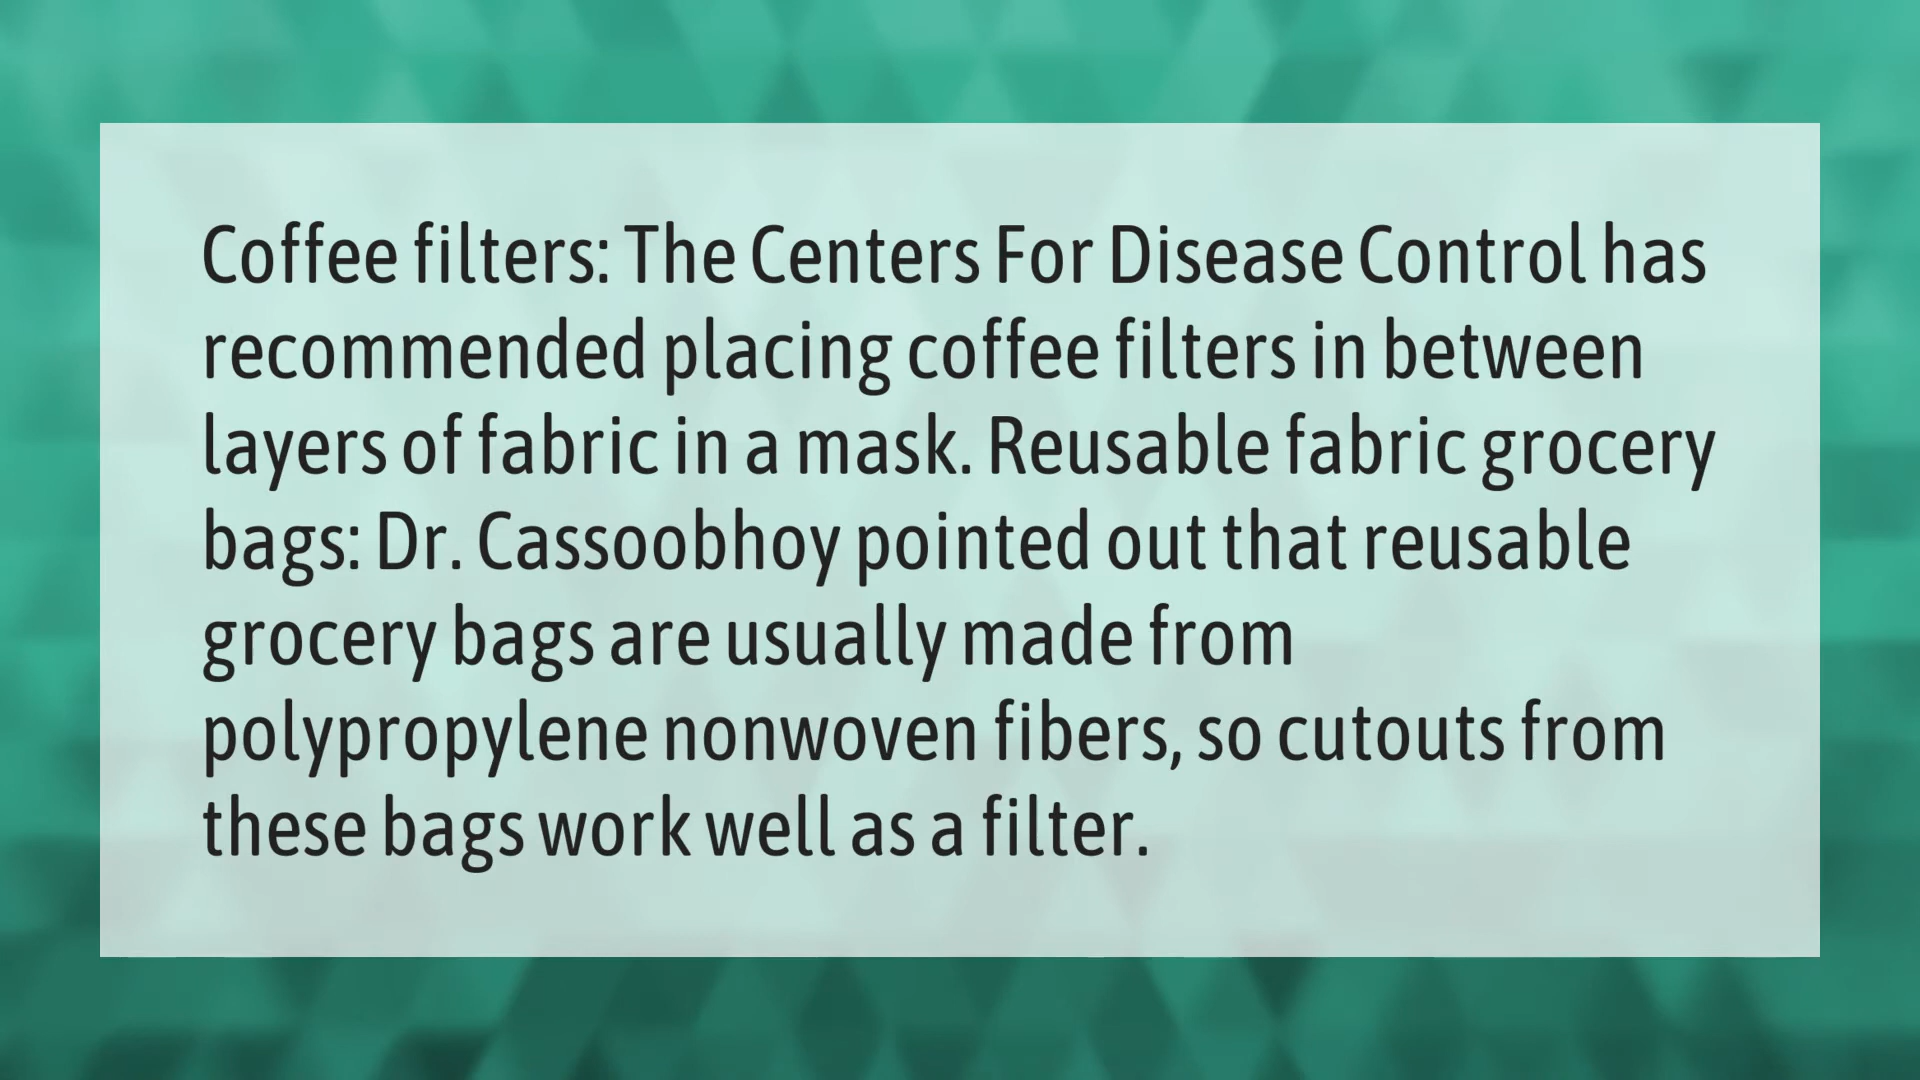 Coffee filters: The Centers For Disease Control has
recommended placing coffee filters in between
layers of fabric in a mask. Reusable fabric grocery
bags: Dr. Cassoobhoy pointed out that reusable
grocery bags are usually made from
polypropylene nonwoven fibers, so cutouts from
these bags work well as a filter.